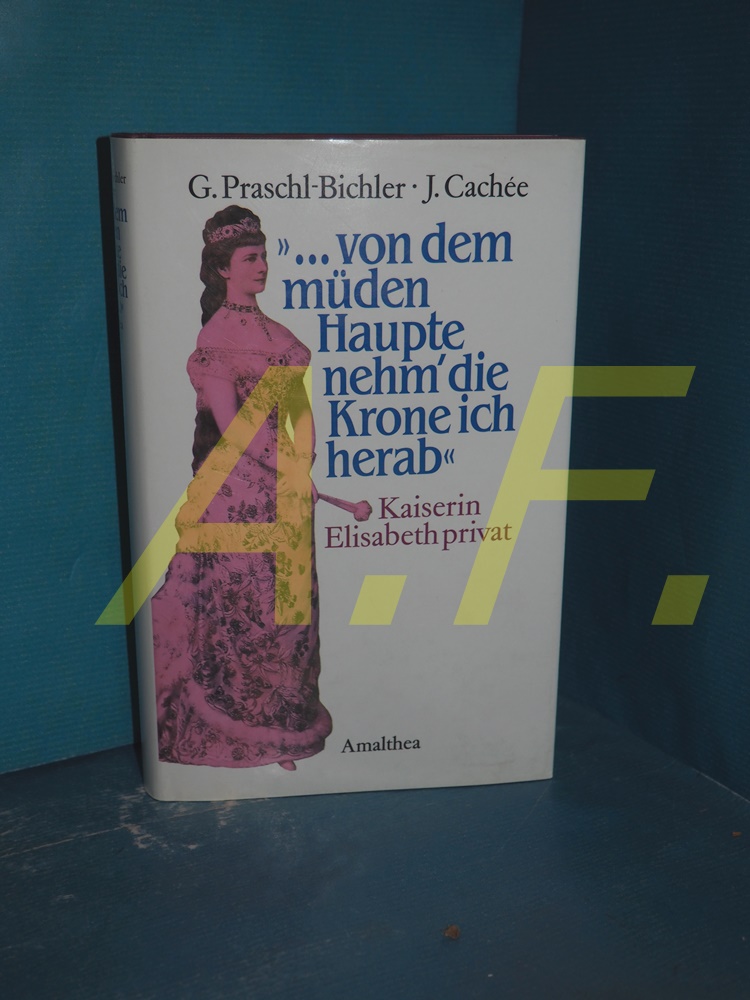 G. Praschl-Bichler · J. Cachée
»... von dem
müden
Haupte
nehm' die
Krone ich
herab«
Kaiserin
Elisabeth privat
Amalthea
A.F.